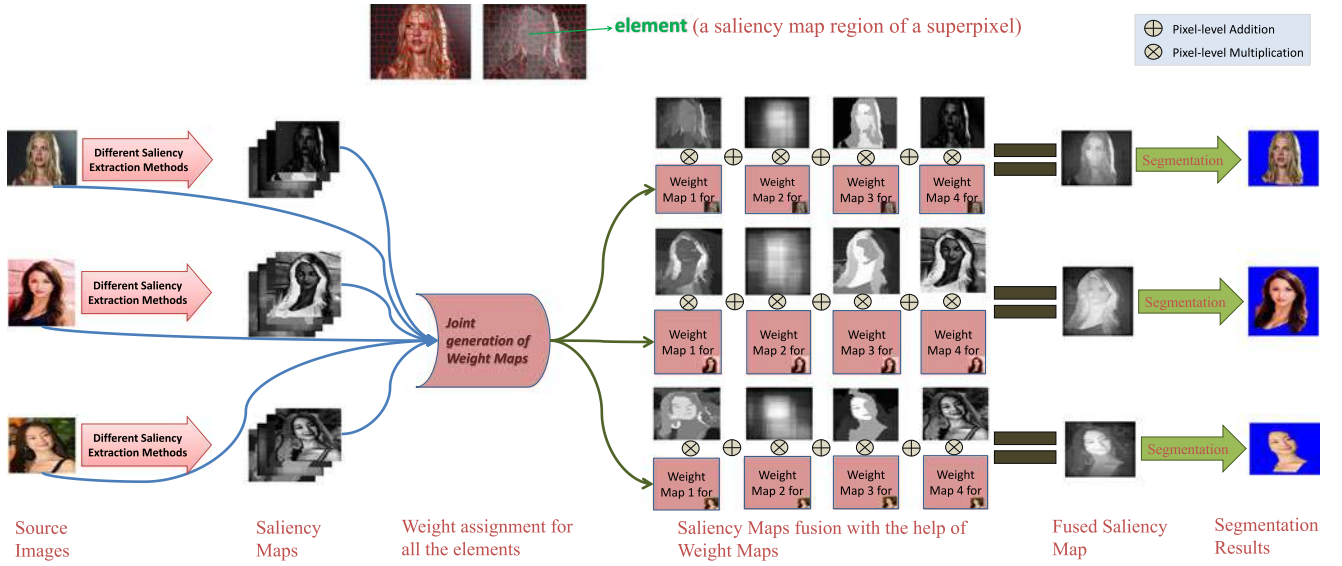 element (a saliency map region of a superpixel)
Pixel-level Addition
Pixel-level Multiplication
Different Saliency
Extraction Methods
Weight
Map 1 for
Weight
Map 2 for
Weight
Map 3 for
Weight
Map 4 for
Segmentation
Different Saliency
Extraction Methods
Joint
generation of
Weight Maps
Weight
Map 1 for
Weight
Map 2 for
Weight
Map 3 for
Weight
Map 4 for
Segmentation
Different Saliency
Extraction Methods
Weight
Map 1 for
Weight
Map 2 for
Weight
Map 3 for
Weight
Map 4 for
Segmentation
Source
Images
Saliency
Maps
Weight assignment for
all the elements
Saliency Maps fusion with the help of
Weight Maps
Fused Saliency
Map
Segmentation
Results